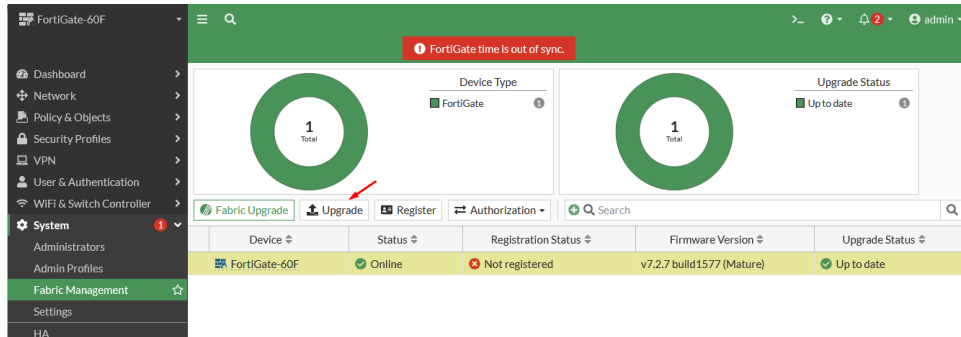 FortiGate-60F
>_ 2 admin
FortiGate time is out of sync.
Dashboard
Network
Policy & Objects
Security Profiles
VPN
User & Authentication
WiFi & Switch Controller
System 1
Administrators
Admin Profiles
Fabric Management
Settings
HA
1
Total
Device Type
FortiGate 1
1
Total
Upgrade Status
Up to date 1
Fabric Upgrade Upgrade Register Authorization Search
Device Status Registration Status Firmware Version Upgrade Status
FortiGate-60F Online Not registered v7.2.7 build1577 (Mature) Up to date